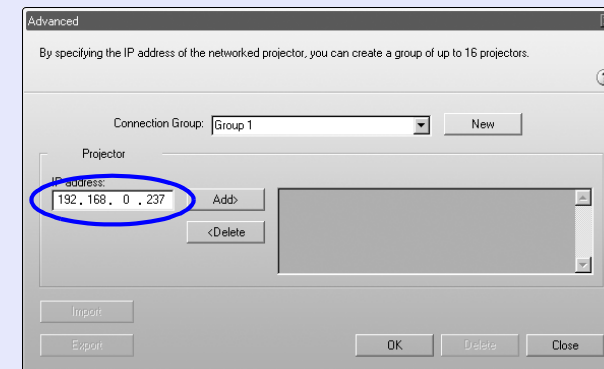 Advanced
By specifying the IP address of the networked projector, you can create a group of up to 16 projectors.
Connection Group: Group 1 New
Projector
IP address:
192 . 168 . 0 . 237 Add>
<Delete
Import
Export OK Delete Close